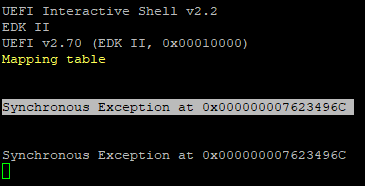 UEFI Interactive Shell v2.2
EDK II
UEFI v2.70 (EDK II, 0x00010000)
Mapping table
Synchronous Exception at 0x000000007623496C
Synchronous Exception at 0x000000007623496C